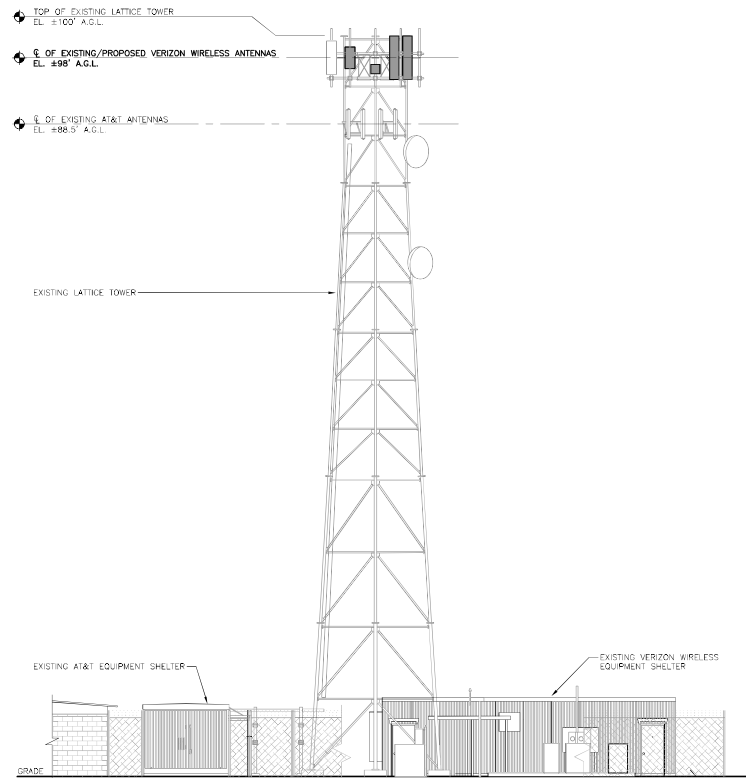 TOP OF EXISTING LATTICE TOWER
EL. ±100' A.G.L.
℄ OF EXISTING/PROPOSED VERIZON WIRELESS ANTENNAS
EL. ±98' A.G.L.
℄ OF EXISTING AT&T ANTENNAS
EL. ±88.5' A.G.L.
EXISTING LATTICE TOWER
EXISTING AT&T EQUIPMENT SHELTER
EXISTING VERIZON WIRELESS
EQUIPMENT SHELTER
GRADE